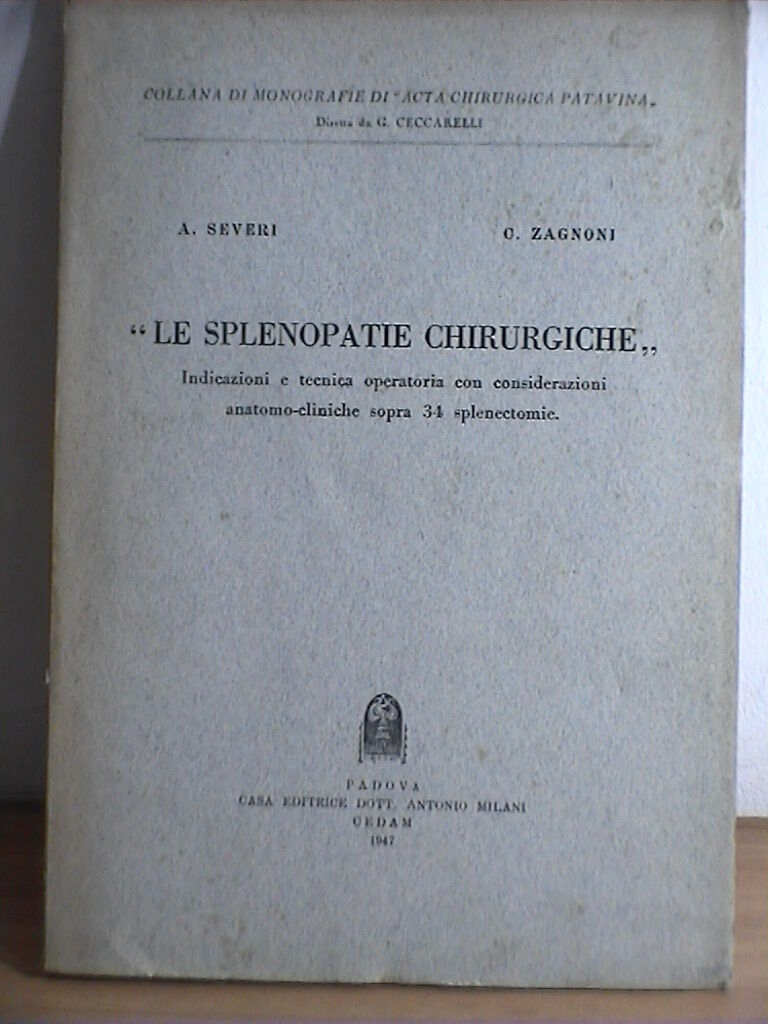 COLLANA DI MONOGRAFIE DI "ACTA CHIRURGICA PATAVINA„
Diretta da G. CECCARELLI
A. SEVERI
C. ZAGNONI
“LE SPLENOPATIE CHIRURGICHE„
Indicazioni e tecnica operatoria con considerazioni
anatomo-cliniche sopra 34 splenectomie.
PADOVA
CASA EDITRICE DOTT. ANTONIO MILANI
CEDAM
1947